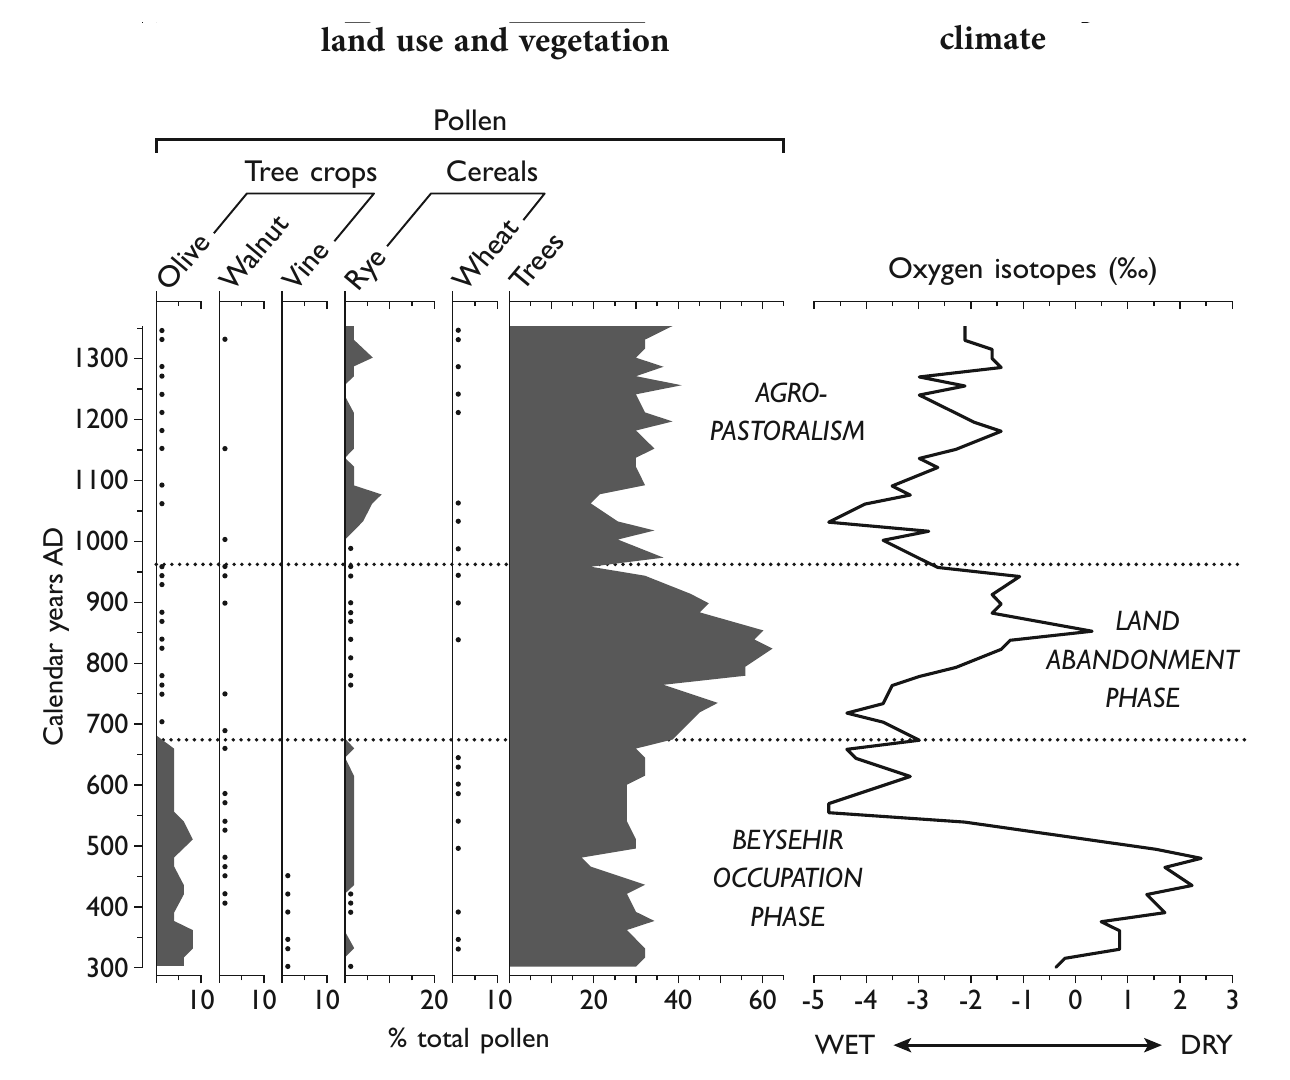 land use and vegetation
climate
Pollen
Tree crops
Cereals
Olive
Walnut
Vine
Rye
Wheat
Trees
Oxygen isotopes (‰)
Calendar years AD
1300
1200
1100
1000
900
800
700
600
500
400
300
AGRO-
PASTORALISM
LAND
ABANDONMENT
PHASE
BEYSEHIR
OCCUPATION
PHASE
10 10 10 20 10 0 20 40 60 -5 -4 -3 -2 -1 0 1 2 3
% total pollen
WET DRY